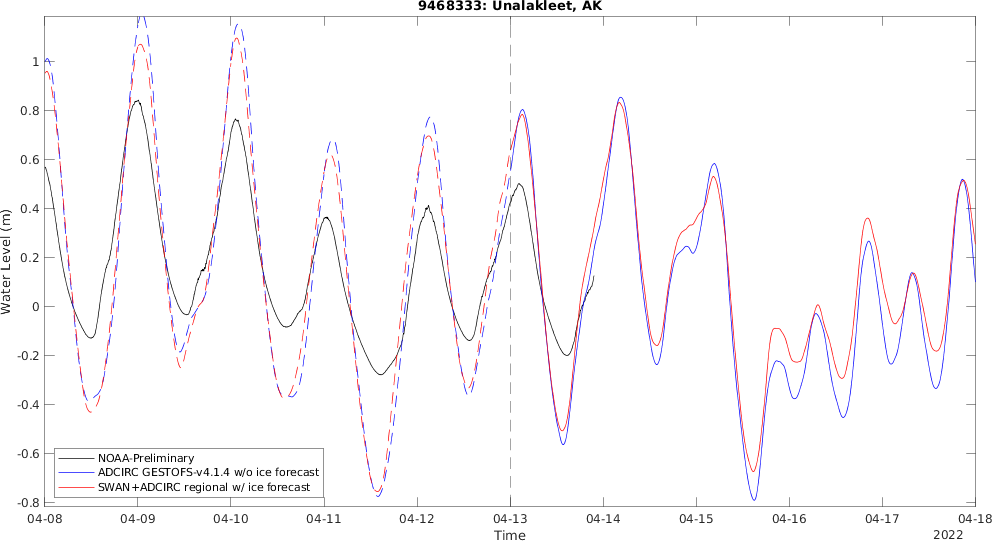 9468333: Unalakleet, AK
Water Level (m)
1
0.8
0.6
0.4
0.2
0
-0.2
-0.4
-0.6
-0.8
NOAA-Preliminary
ADCIRC GESTOFS-v4.1.4 w/o ice forecast
SWAN+ADCIRC regional w/ ice forecast
04-08 04-09 04-10 04-11 04-12 04-13 04-14 04-15 04-16 04-17 04-18
Time
2022